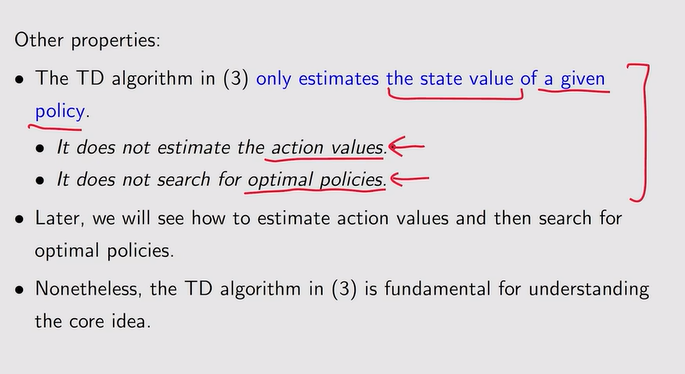 Other properties:
• The TD algorithm in (3) only estimates the state value of a given
policy.
• It does not estimate the action values.
• It does not search for optimal policies.
• Later, we will see how to estimate action values and then search for
optimal policies.
• Nonetheless, the TD algorithm in (3) is fundamental for understanding
the core idea.